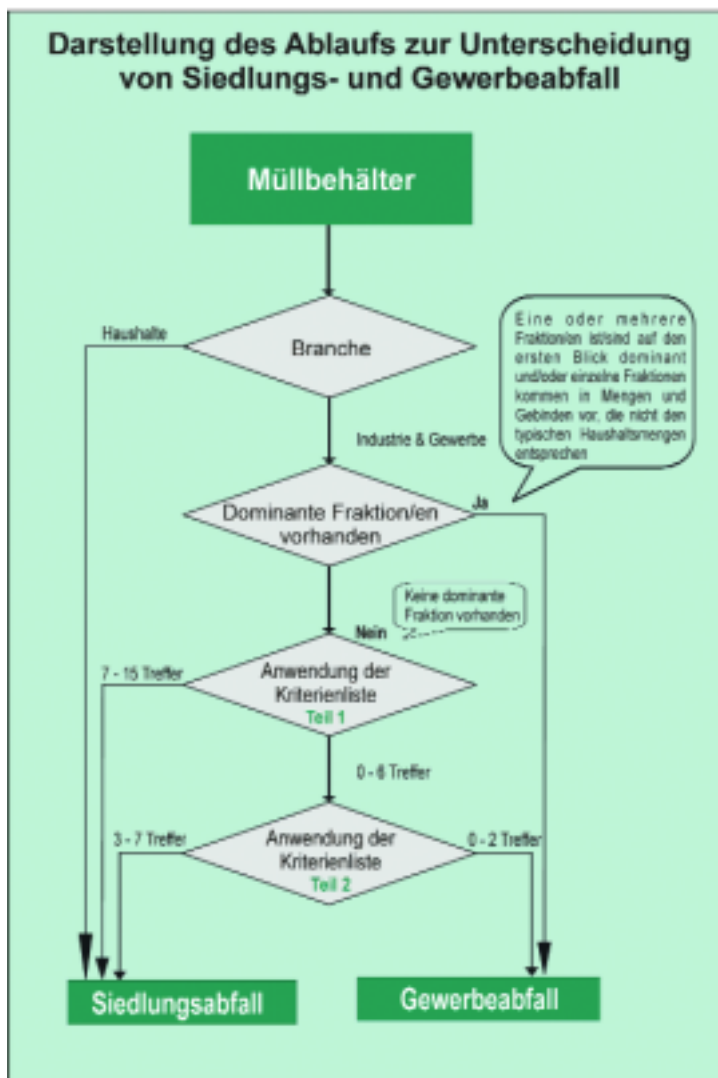 Darstellung des Ablaufs zur Unterscheidung
von Siedlungs- und Gewerbeabfall
Müllbehälter
Haushalte
Branche
Eine oder mehrere
Fraktion/en ist/sind auf den
ersten Blick dominant
und/oder einzelne Fraktionen
kommen in Mengen und
Gebinden vor, die nicht den
typischen Haushaltsmengen
entsprechen
Industrie & Gewerbe
Dominante Fraktion/en
vorhanden
Ja
Keine dominante
Fraktion vorhanden
Nein
7 - 15 Treffer
Anwendung der
Kriterienliste
Teil 1
0 - 6 Treffer
3 - 7 Treffer
Anwendung der
Kriterienliste
Teil 2
0 - 2 Treffer
Siedlungsabfall
Gewerbeabfall